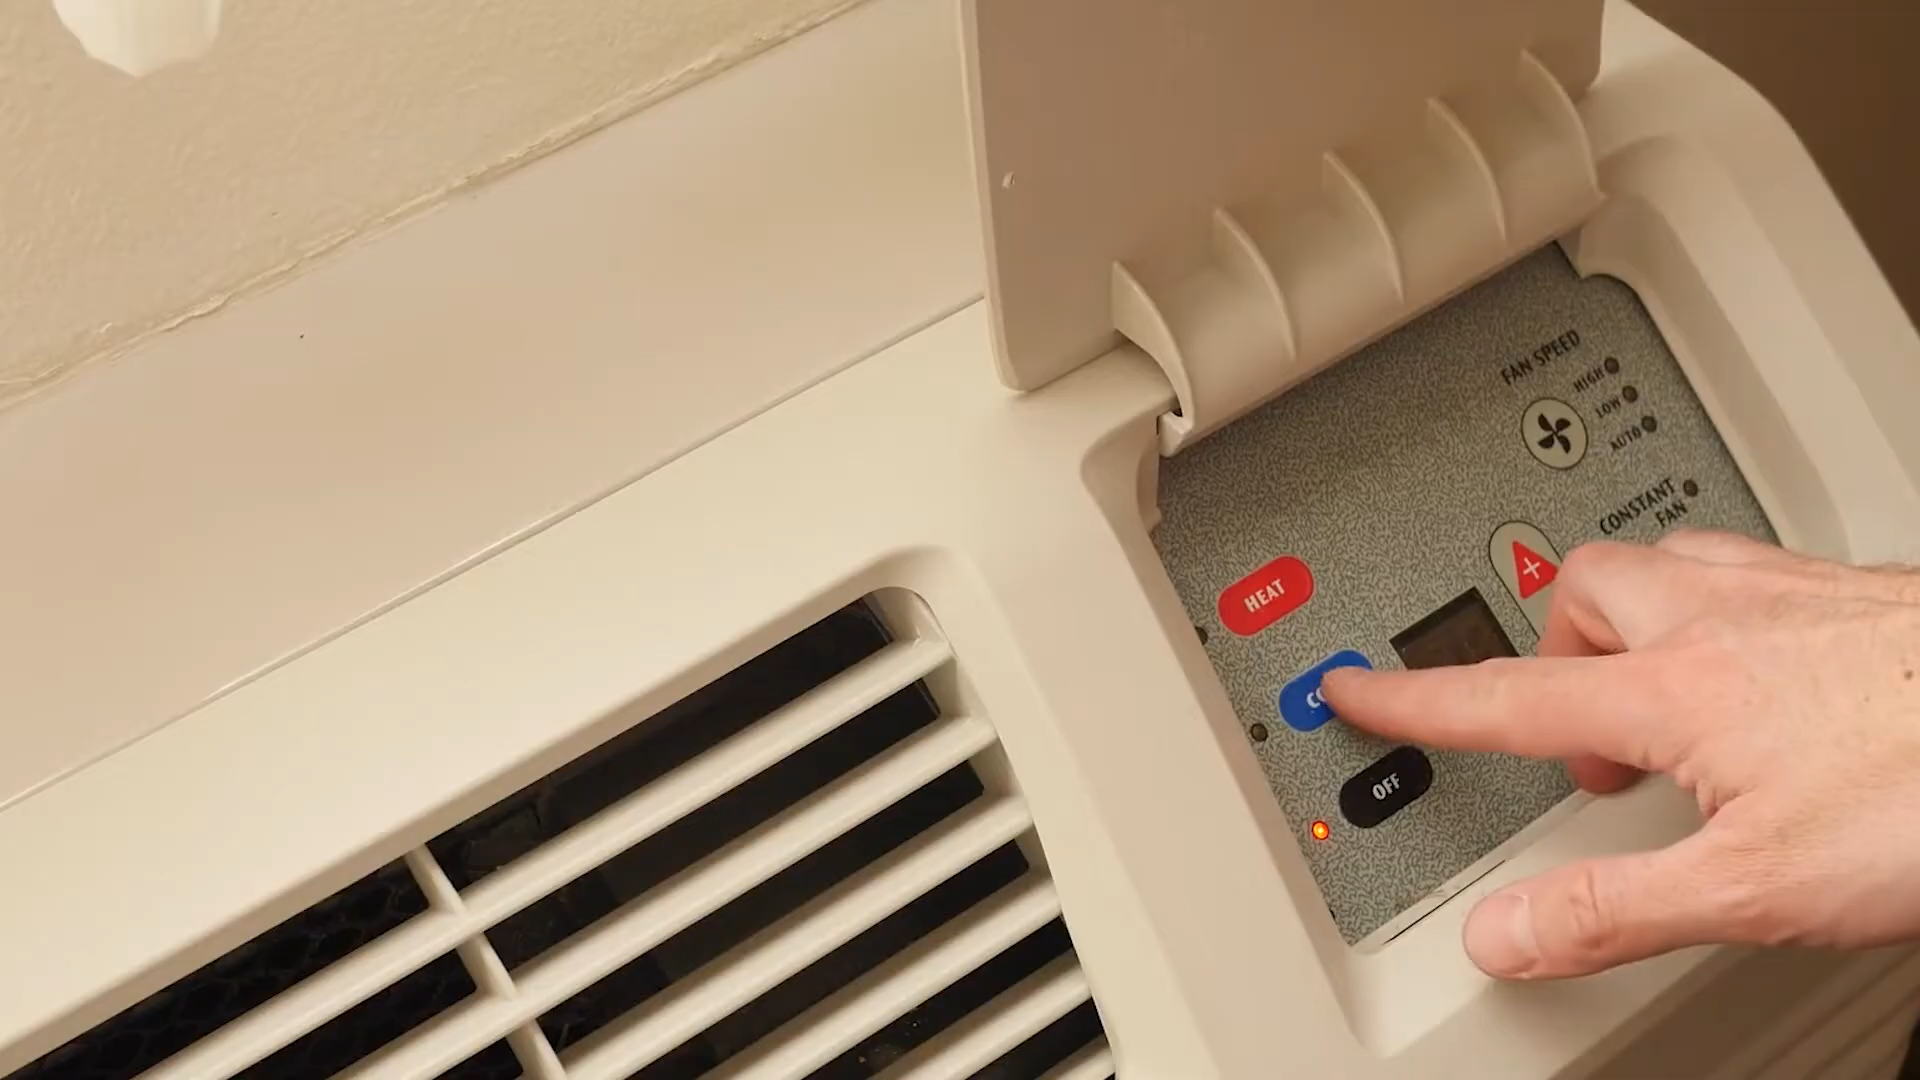 FAN SPEED
HIGH
LOW
AUTO
CONSTANT
FAN
HEAT
+
OFF